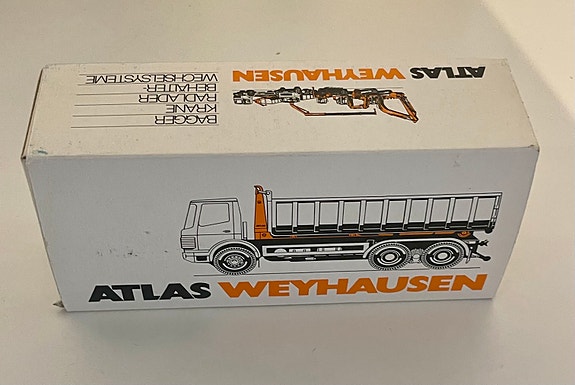 ATLAS WEYHAUSEN
BAGGER
KRANE
RADLADER
BEHÄLTER-
WECHSELSYSTEME
ATLAS WEYHAUSEN